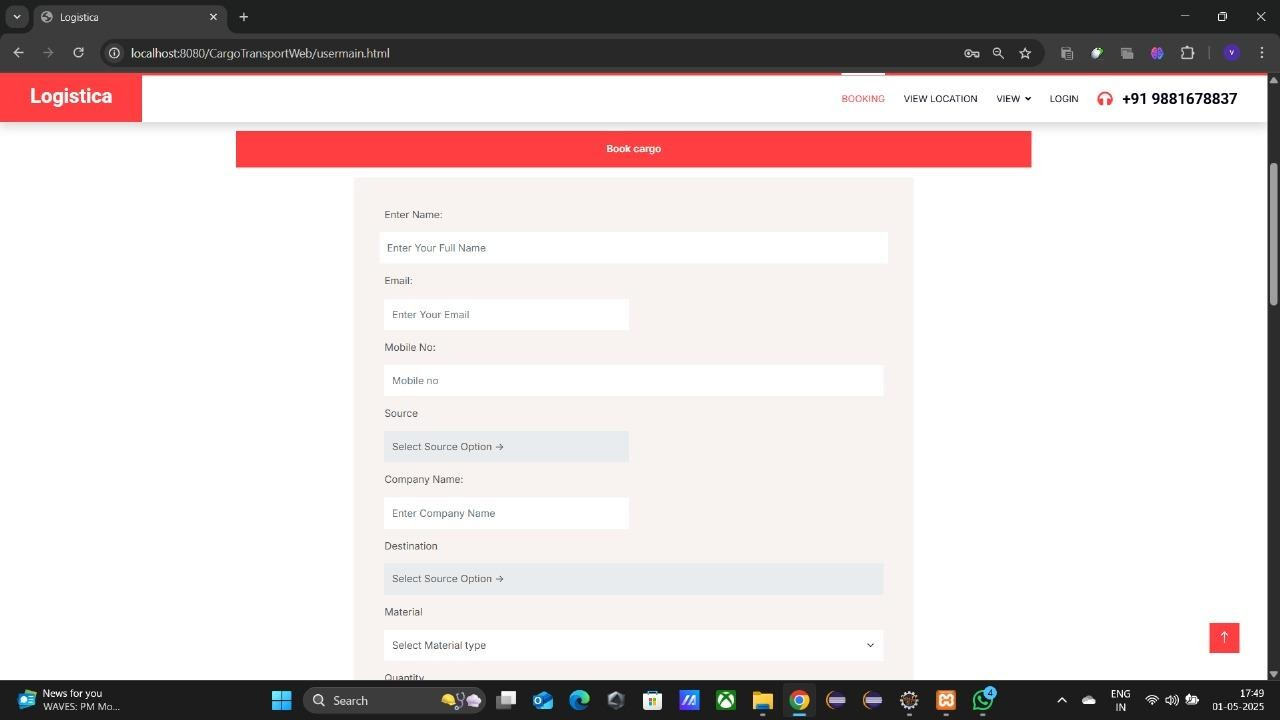 Logistica
localhost:8080/CargoTransportWeb/usermain.html
V
Logistica
BOOKING VIEW LOCATION VIEW LOGIN +91 9881678837
Book cargo
Enter Name:
Enter Your Full Name
Email:
Enter Your Email
Mobile No:
Mobile no
Source
Select Source Option →
Company Name:
Enter Company Name
Destination
Select Source Option →
Material
Select Material type
Quantity
News for you
WAVES: PM Mo...
Search
4
ENG
IN
17:49
01-05-2025